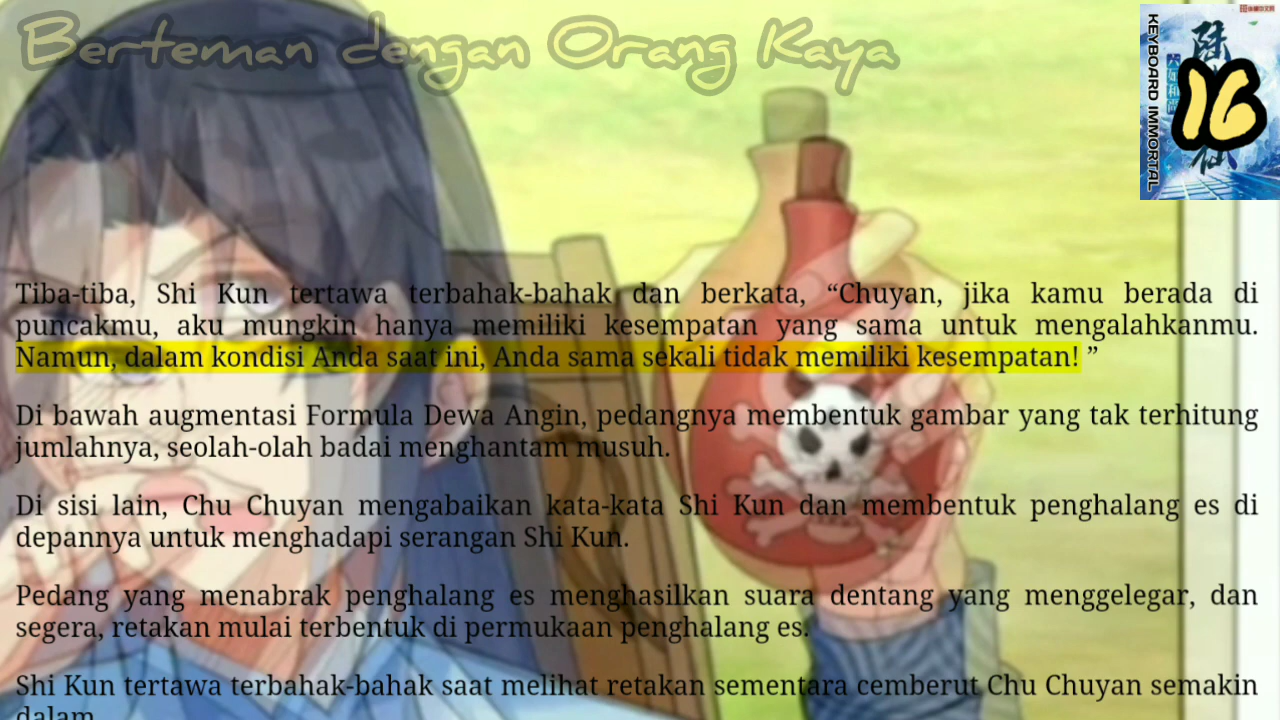 Berteman dengan Orang Kaya
KEYBOARD IMMORTAL
16
Tiba-tiba, Shi Kun tertawa terbahak-bahak dan berkata, “Chuyan, jika kamu berada di
puncakmu, aku mungkin hanya memiliki kesempatan yang sama untuk mengalahkanmu.
Namun, dalam kondisi Anda saat ini, Anda sama sekali tidak memiliki kesempatan! ”
Di bawah augmentasi Formula Dewa Angin, pedangnya membentuk gambar yang tak terhitung
jumlahnya, seolah-olah badai menghantam musuh.
Di sisi lain, Chu Chuyan mengabaikan kata-kata Shi Kun dan membentuk penghalang es di
depannya untuk menghadapi serangan Shi Kun.
Pedang yang menabrak penghalang es menghasilkan suara dentang yang menggelegar, dan
segera, retakan mulai terbentuk di permukaan penghalang es.
Shi Kun tertawa terbahak-bahak saat melihat retakan sementara cemberut Chu Chuyan semakin
dalam.